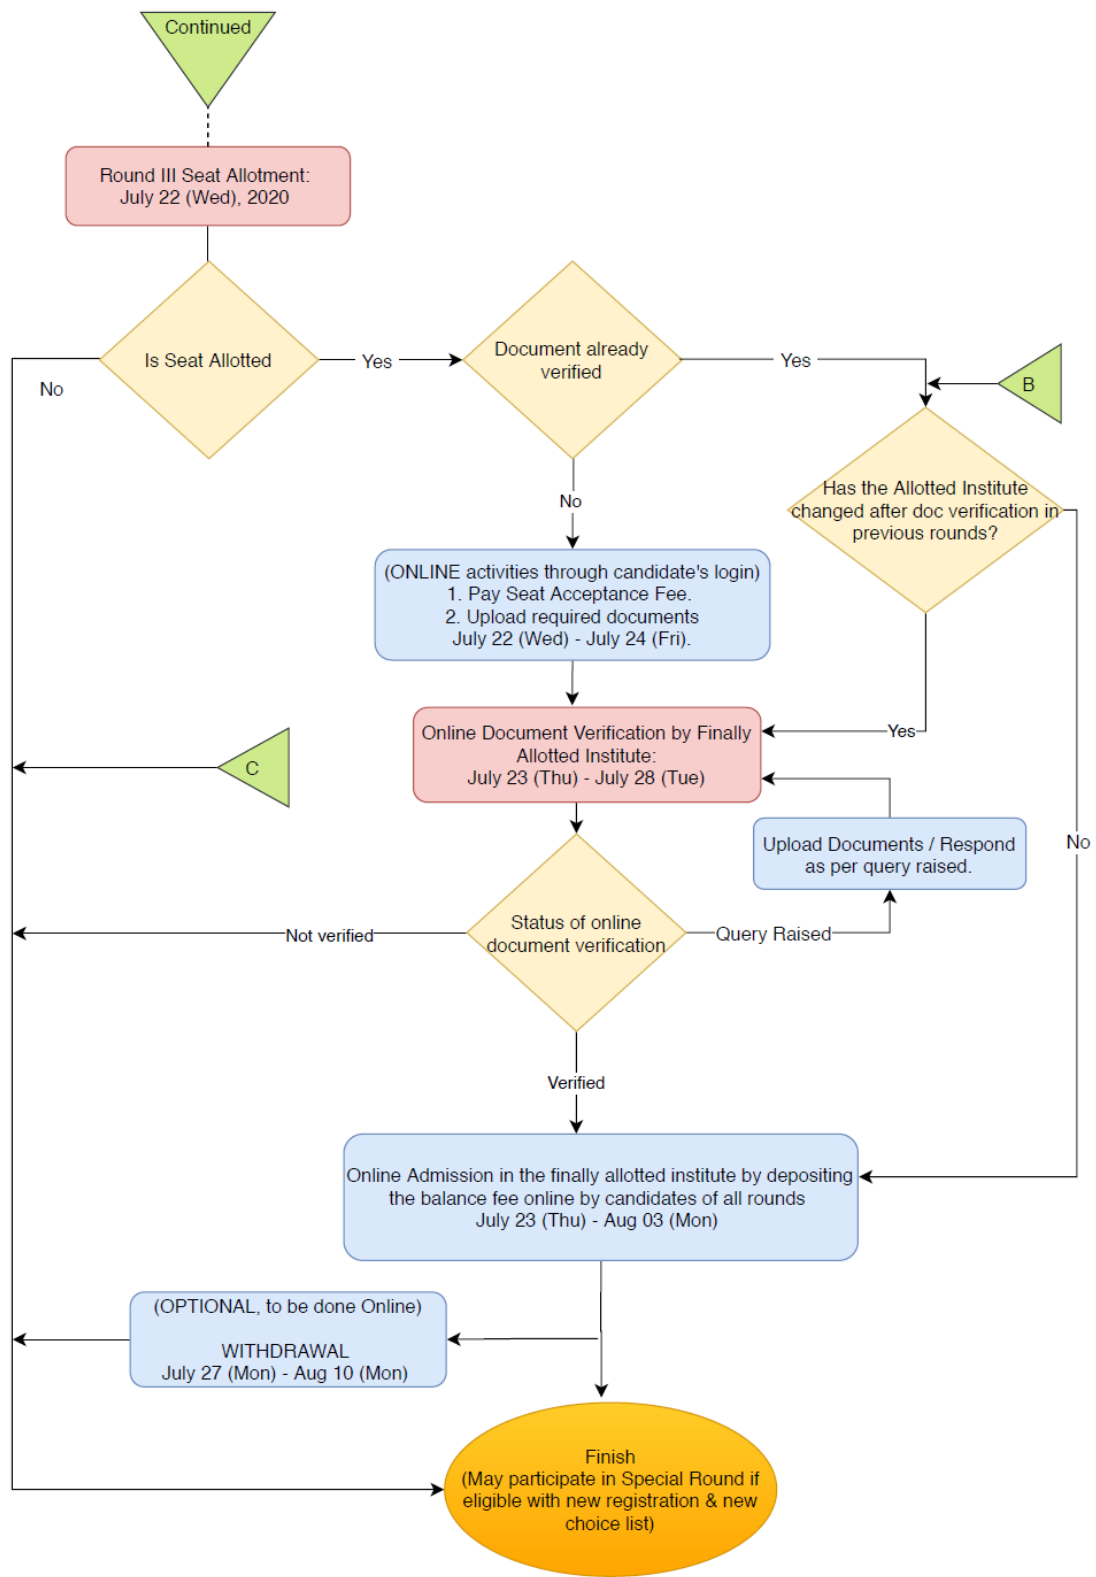 Continued
Round III Seat Allotment:
July 22 (Wed), 2020
Is Seat Allotted
Yes
No
Document already
verified
Yes
B
No
Has the Allotted Institute
changed after doc verification in
previous rounds?
(ONLINE activities through candidate's login)
1. Pay Seat Acceptance Fee.
2. Upload required documents
July 22 (Wed) - July 24 (Fri).
Yes
Online Document Verification by Finally
Allotted Institute:
July 23 (Thu) - July 28 (Tue)
C
Upload Documents / Respond
as per query raised.
No
Status of online
document verification
Not verified
Query Raised
Verified
Online Admission in the finally allotted institute by depositing
the balance fee online by candidates of all rounds
July 23 (Thu) - Aug 03 (Mon)
(OPTIONAL, to be done Online)
WITHDRAWAL
July 27 (Mon) - Aug 10 (Mon)
Finish
(May participate in Special Round if
eligible with new registration & new
choice list)